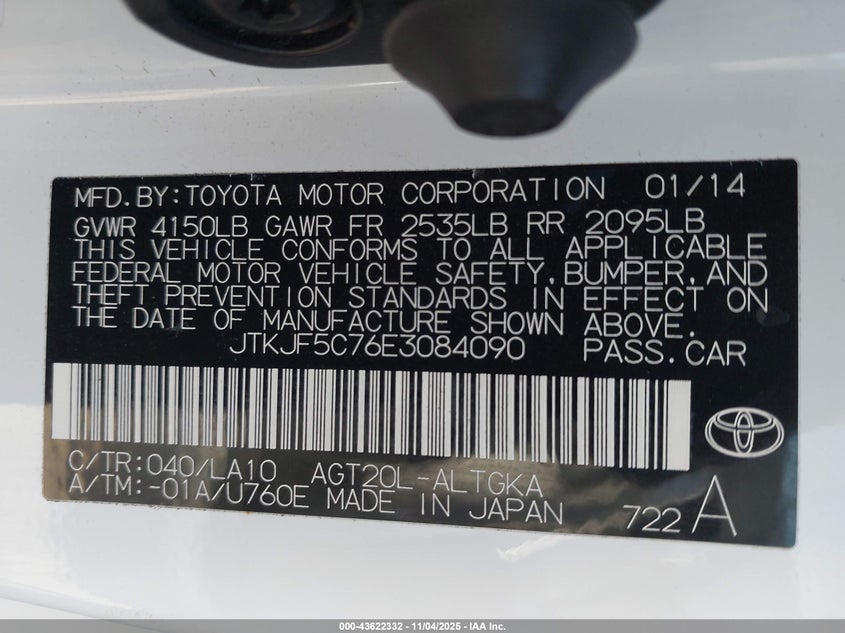 MFD.BY:TOYOTA MOTOR CORPORATION 01/14
GVWR 4150LB GAWR FR 2535LB RR 2095LB
THIS VEHICLE CONFORMS TO ALL APPLICABLE
FEDERAL MOTOR VEHICLE SAFETY,BUMPER,AND
THEFT PREVENTION STANDARDS IN EFFECT ON
THE DATE OF MANUFACTURE SHOWN ABOVE.
JTKJF5C76E3084090 PASS.CAR
C/TR:040/LA10 AGT20L-ALTGKA
A/TM:-01A/U760E MADE IN JAPAN
722 A
000-43622332 - 11/04/2025 - IAA Inc.